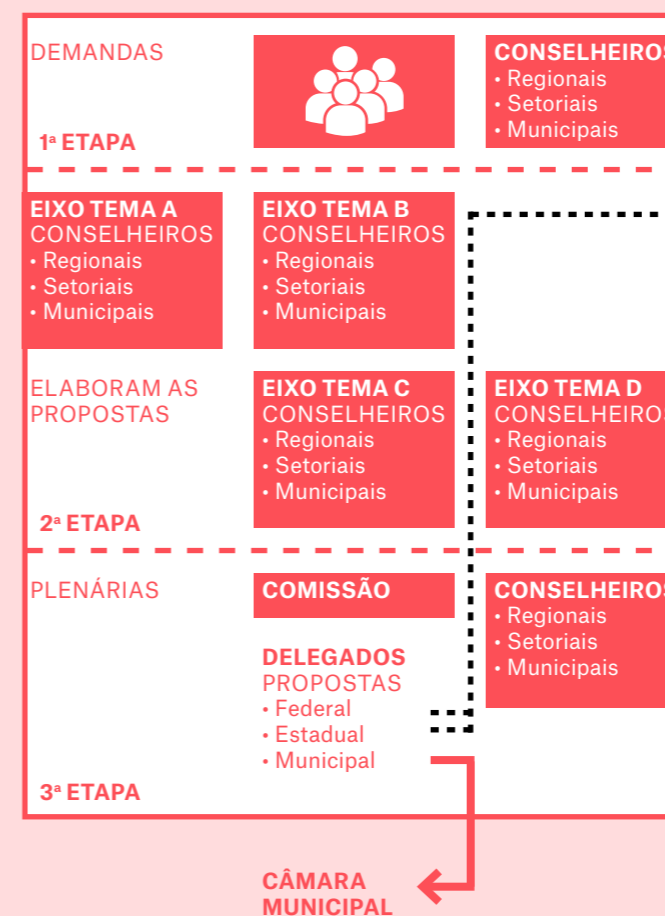 DEMANDAS
1ª ETAPA
CONSELHEIROS
• Regionais
• Setoriais
• Municipais
EIXO TEMA A
CONSELHEIROS
• Regionais
• Setoriais
• Municipais
EIXO TEMA B
CONSELHEIROS
• Regionais
• Setoriais
• Municipais
ELABORAM AS
PROPOSTAS
2ª ETAPA
EIXO TEMA C
CONSELHEIROS
• Regionais
• Setoriais
• Municipais
EIXO TEMA D
CONSELHEIROS
• Regionais
• Setoriais
• Municipais
PLENÁRIAS
3ª ETAPA
COMISSÃO
DELEGADOS
PROPOSTAS
• Federal
• Estadual
• Municipal
CONSELHEIROS
• Regionais
• Setoriais
• Municipais
CÂMARA
MUNICIPAL